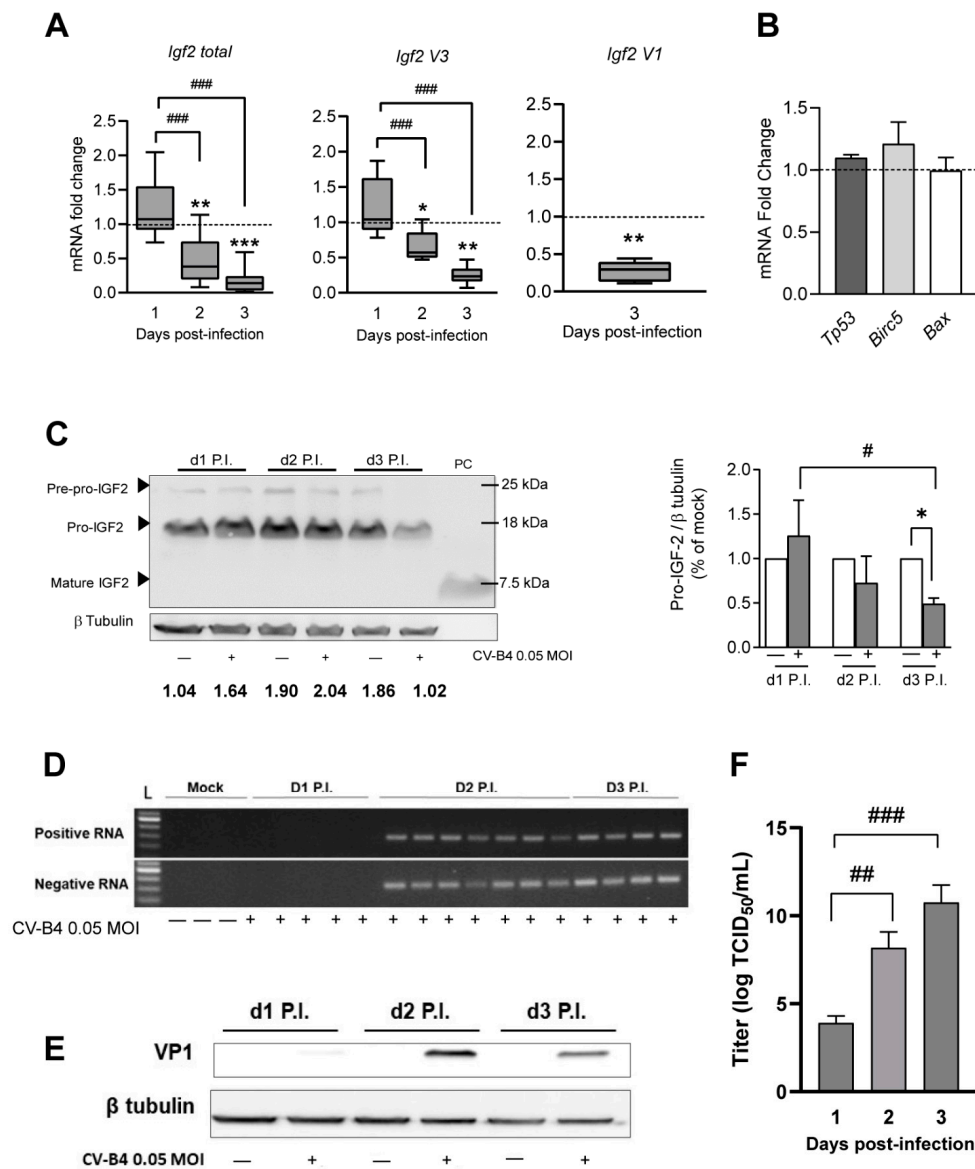 A
Igf2 total
Igf2 V3
Igf2 V1
###
###
###
###
mRNA fold change
2.5
2.0
1.5
1.0
0.5
0.0
**
***
1 2 3
Days post-infection
2.5
2.0
1.5
1.0
0.5
0.0
*
**
1 2 3
Days post-infection
2.5
2.0
1.5
1.0
0.5
0.0
**
3
Days post-infection
B
mRNA Fold Change
1.5
1.0
0.5
0.0
Tp53 Birc5 Bax
C
d1 P.I. d2 P.I. d3 P.I. PC
Pre-pro-IGF2
25 kDa
Pro-IGF2
18 kDa
Mature IGF2
7.5 kDa
β Tubulin
— + — + — + CV-B4 0.05 MOI
1.04 1.64 1.90 2.04 1.86 1.02
Pro-IGF-2 / β tubulin
(% of mock)
2.0
1.5
1.0
0.5
0.0
#
*
— + — + — +
d1 P.I. d2 P.I. d3 P.I.
D
L Mock D1 P.I. D2 P.I. D3 P.I.
Positive RNA
Negative RNA
CV-B4 0.05 MOI — — — + + + + + + + + + + + + + + + +
E
d1 P.I. d2 P.I. d3 P.I.
VP1
β tubulin
CV-B4 0.05 MOI — + — + — +
F
Titer (log TCID50/mL)
15
10
5
0
##
###
1 2 3
Days post-infection